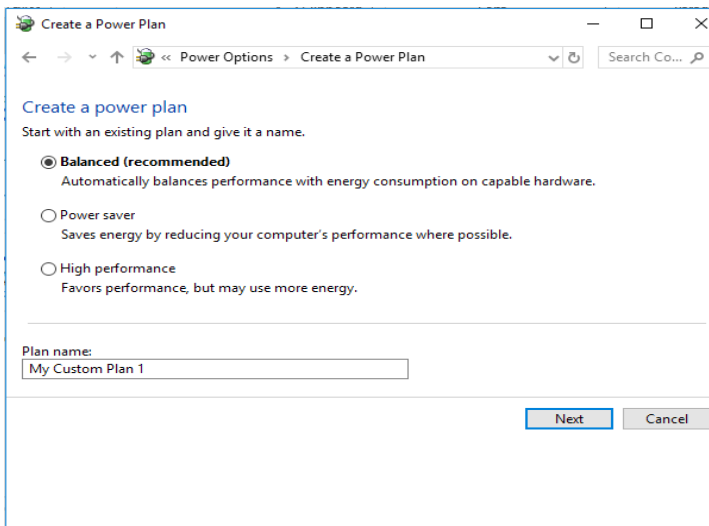 Create a Power Plan
« Power Options > Create a Power Plan
Search Co...
Create a power plan
Start with an existing plan and give it a name.
Balanced (recommended)
Automatically balances performance with energy consumption on capable hardware.
Power saver
Saves energy by reducing your computer's performance where possible.
High performance
Favors performance, but may use more energy.
Plan name:
My Custom Plan 1
Next
Cancel